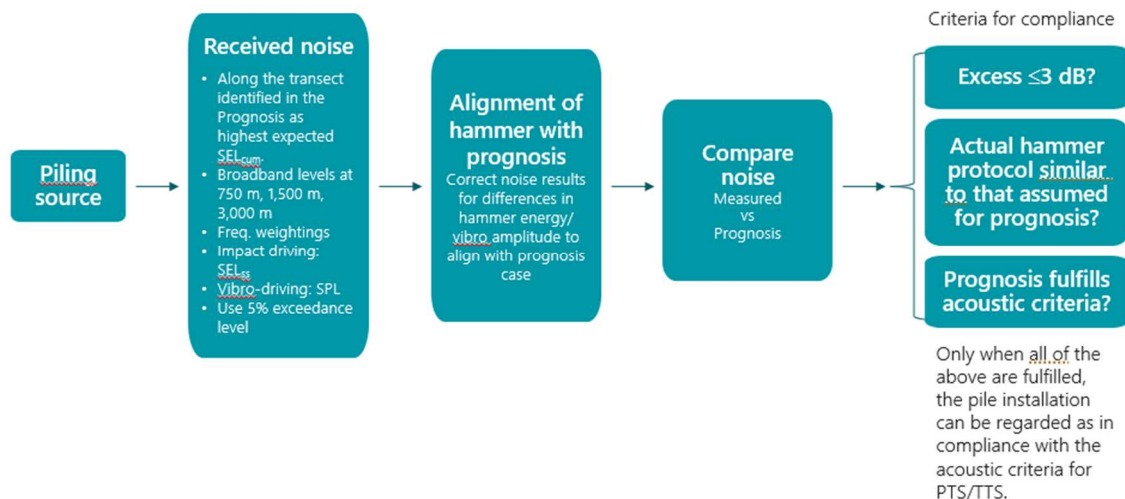 Piling
source
Received noise
• Along the transect
identified in the
Prognosis as
highest expected
SELcum.
• Broadband levels at
750 m, 1,500 m,
3,000 m
• Freq. weightings
• Impact driving:
SELss
• Vibro-driving: SPL
• Use 5% exceedance
level
Alignment of
hammer with
prognosis
Correct noise results
for differences in
hammer energy/
vibro amplitude to
align with prognosis
case
Compare
noise
Measured
vs
Prognosis
Criteria for compliance
Excess ≤3 dB?
Actual hammer
protocol similar
to that assumed
for prognosis?
Prognosis fulfills
acoustic criteria?
Only when all of the
above are fulfilled,
the pile installation
can be regarded as in
compliance with the
acoustic criteria for
PTS/TTS.